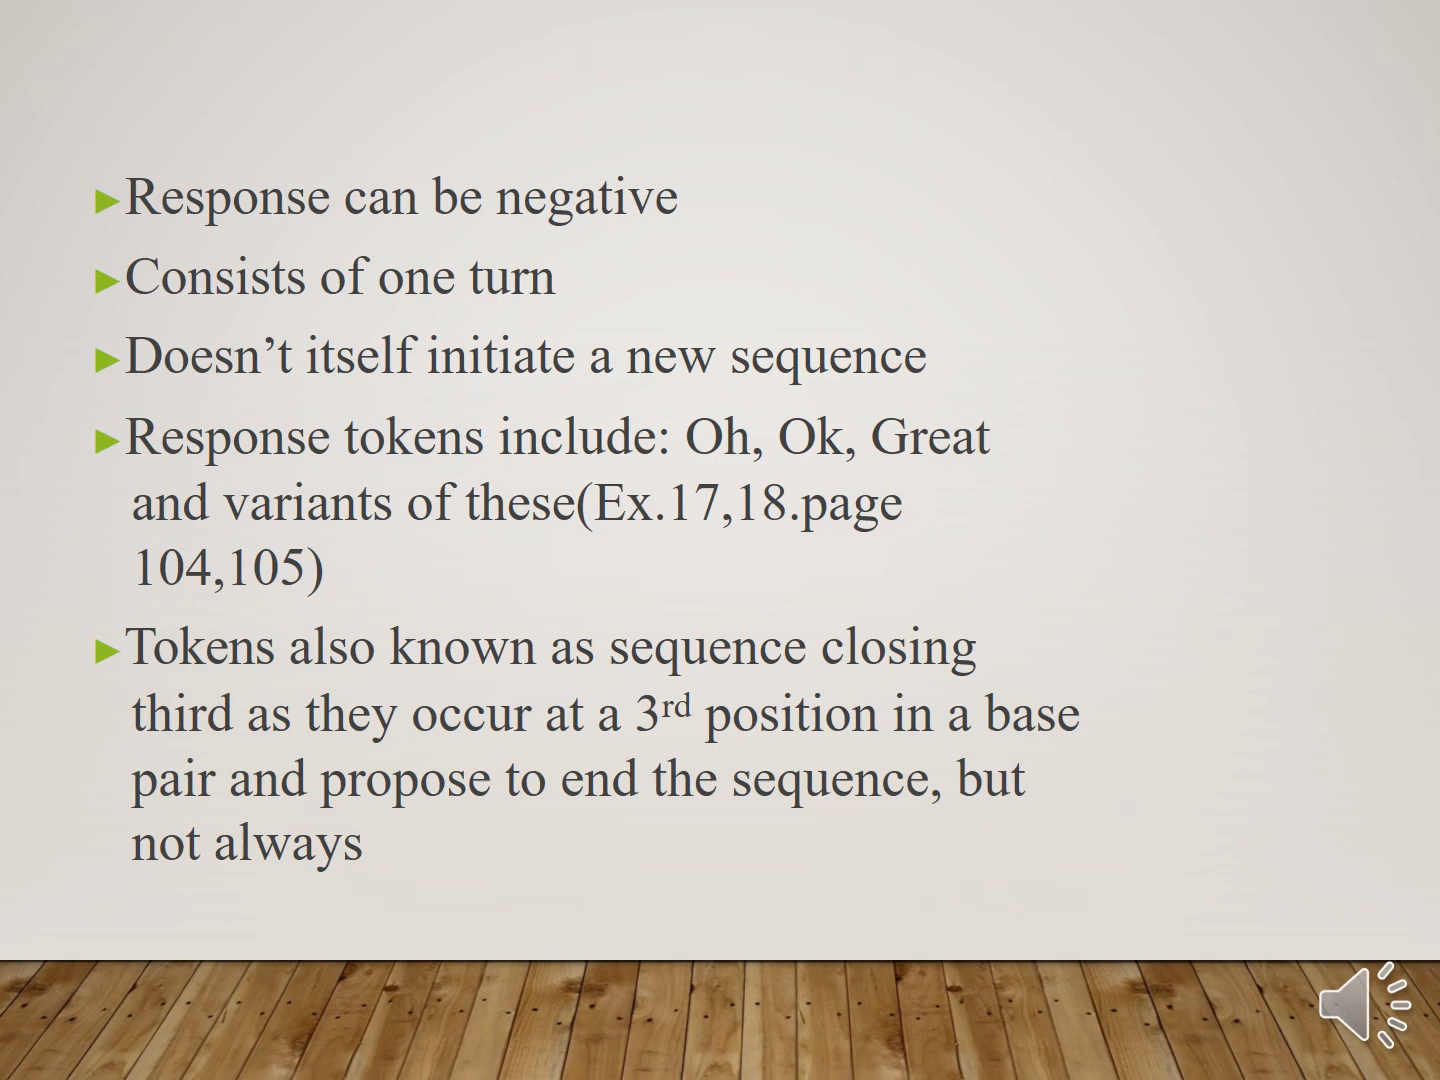 ►Response can be negative
►Consists of one turn
►Doesn’t itself initiate a new sequence
►Response tokens include: Oh, Ok, Great
and variants of these(Ex.17,18.page
104,105)
►Tokens also known as sequence closing
third as they occur at a 3rd position in a base
pair and propose to end the sequence, but
not always